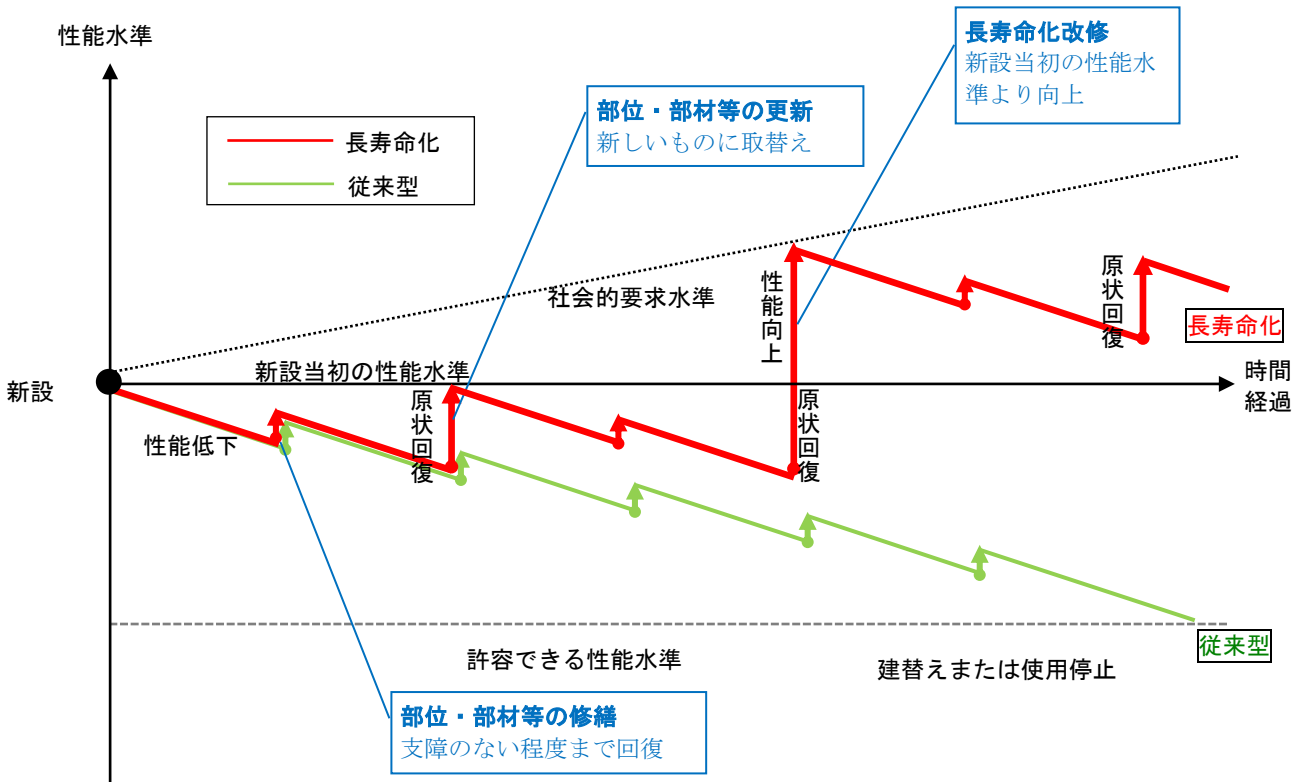 性能水準
長寿命化改修
新設当初の性能水
準より向上
部位・部材等の更新
新しいものに取替え
長寿命化
従来型
社会的要求水準
性能向上
原状回復
長寿命化
新設当初の性能水準
時間
経過
新設
原状回復
原状回復
性能低下
許容できる性能水準
建替えまたは使用停止
従来型
部位・部材等の修繕
支障のない程度まで回復